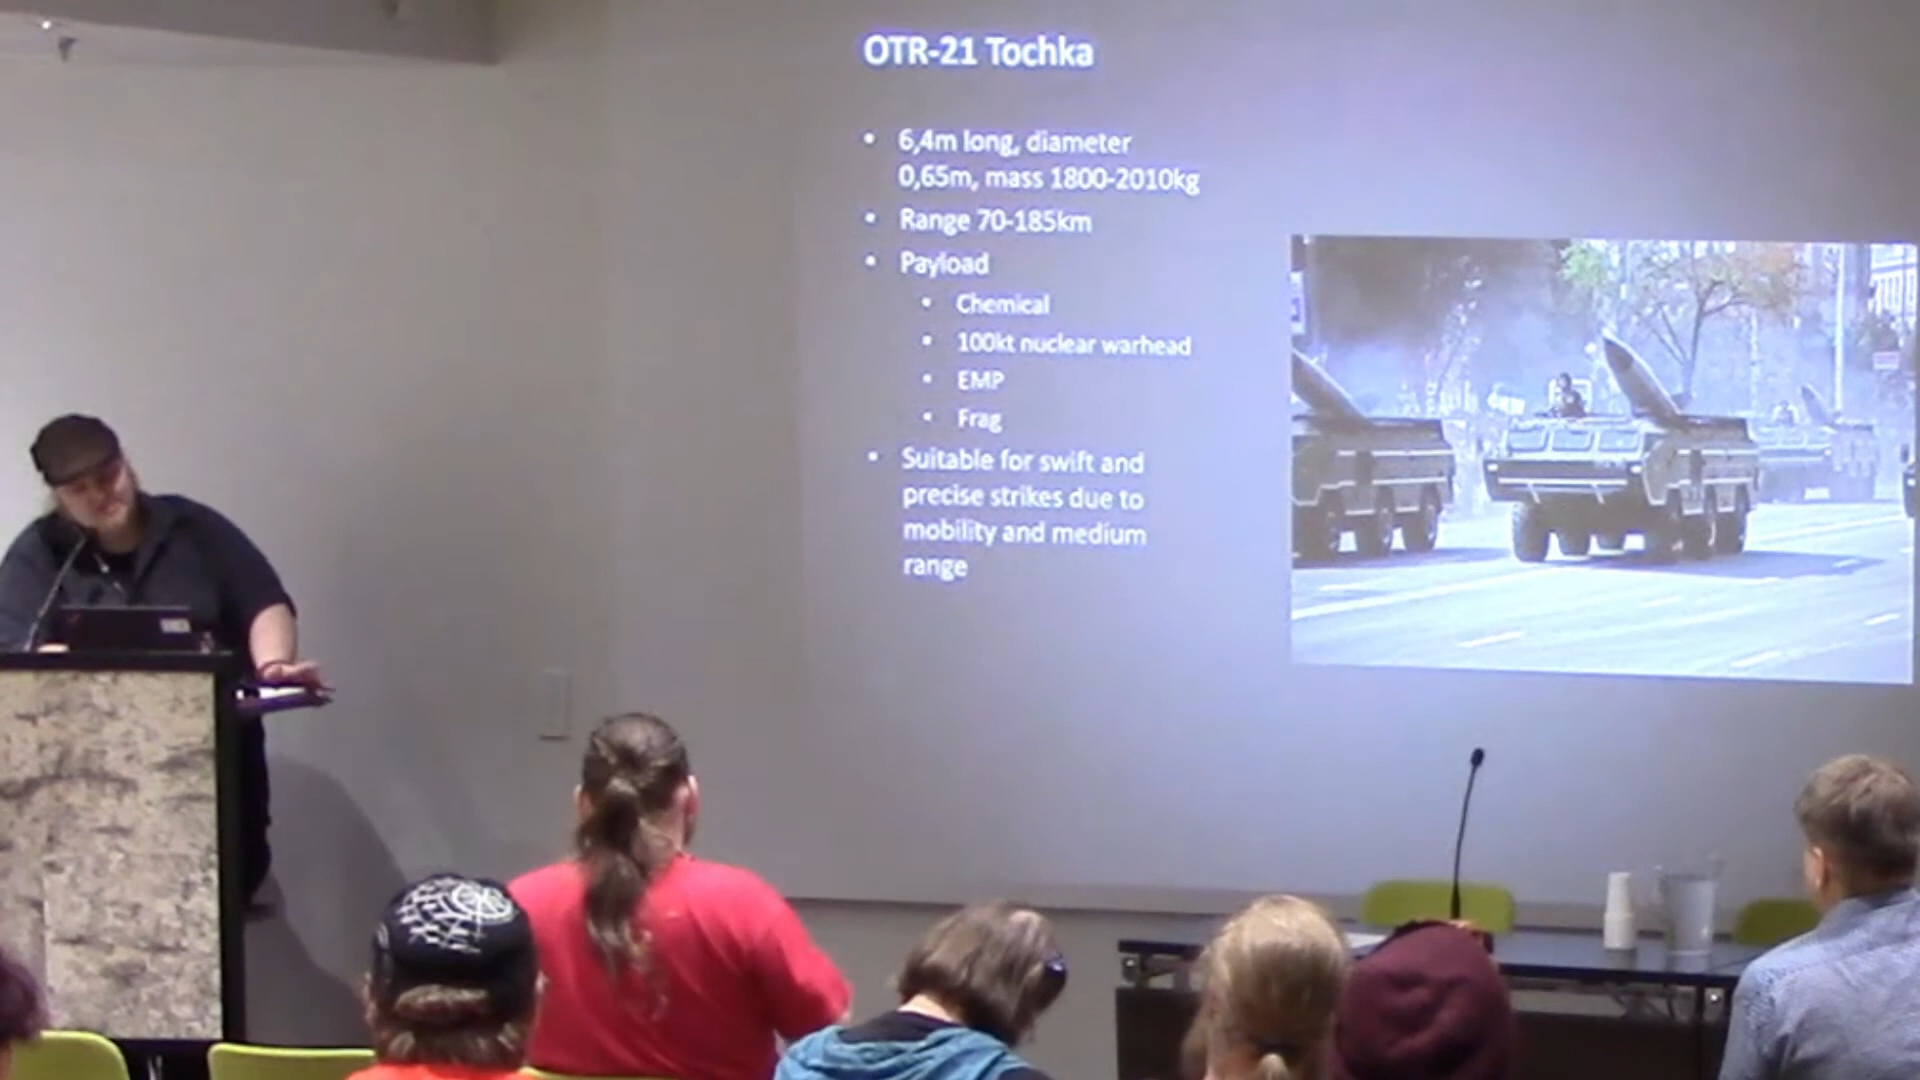 OTR-21 Tochka
• 6,4m long, diameter
0,65m, mass 1800-2010kg
• Range 70-185km
• Payload
• Chemical
• 100kt nuclear warhead
• EMP
• Frag
• Suitable for swift and
precise strikes due to
mobility and medium
range